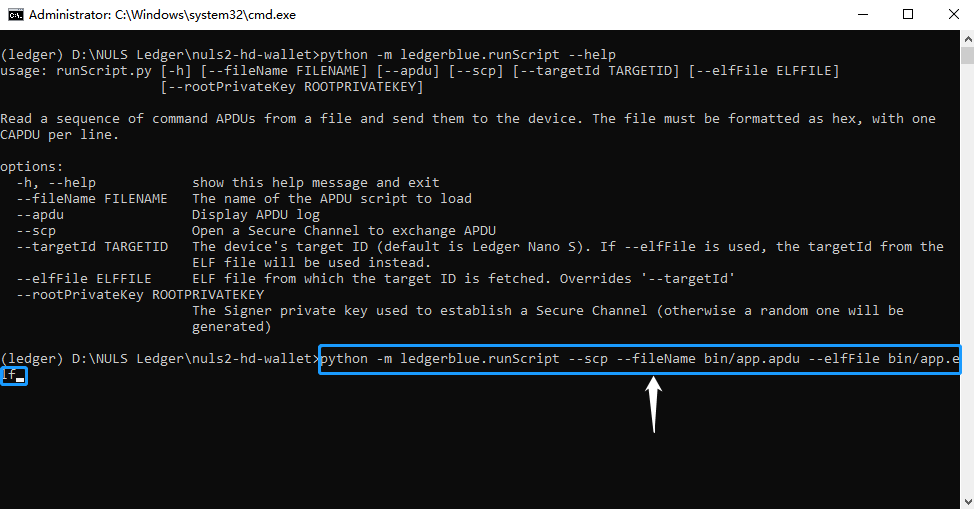 Administrator: C:\Windows\system32\cmd.exe
(ledger) D:\NULS Ledger\nuls2-hd-wallet>python -m ledgerblue.runScript --help
usage: runScript.py [-h] [--fileName FILENAME] [--apdu] [--scp] [--targetId TARGETID] [--elfFile ELFFILE]
                    [--rootPrivateKey ROOTPRIVATEKEY]
Read a sequence of command APDUs from a file and send them to the device. The file must be formatted as hex, with one
CAPDU per line.
options:
  -h, --help            show this help message and exit
  --fileName FILENAME   The name of the APDU script to load
  --apdu                Display APDU log
  --scp                 Open a Secure Channel to exchange APDU
  --targetId TARGETID   The device's target ID (default is Ledger Nano S). If --elfFile is used, the targetId from the
                        ELF file will be used instead.
  --elfFile ELFFILE     ELF file from which the target ID is fetched. Overrides '--targetId'
  --rootPrivateKey ROOTPRIVATEKEY
                        The Signer private key used to establish a Secure Channel (otherwise a random one will be
                        generated)
(ledger) D:\NULS Ledger\nuls2-hd-wallet>python -m ledgerblue.runScript --scp --fileName bin/app.apdu --elfFile bin/app.e
lf_